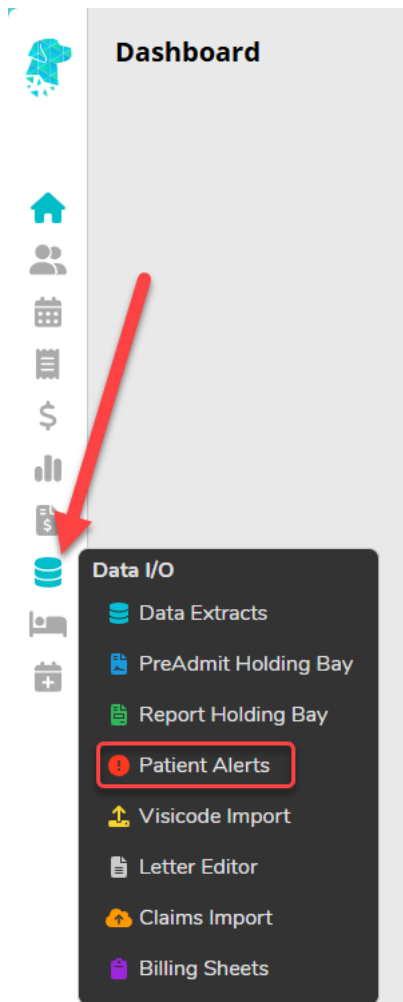 Dashboard
$
$
Data I/O
Data Extracts
PreAdmit Holding Bay
Report Holding Bay
Patient Alerts
Visicode Import
Letter Editor
Claims Import
Billing Sheets